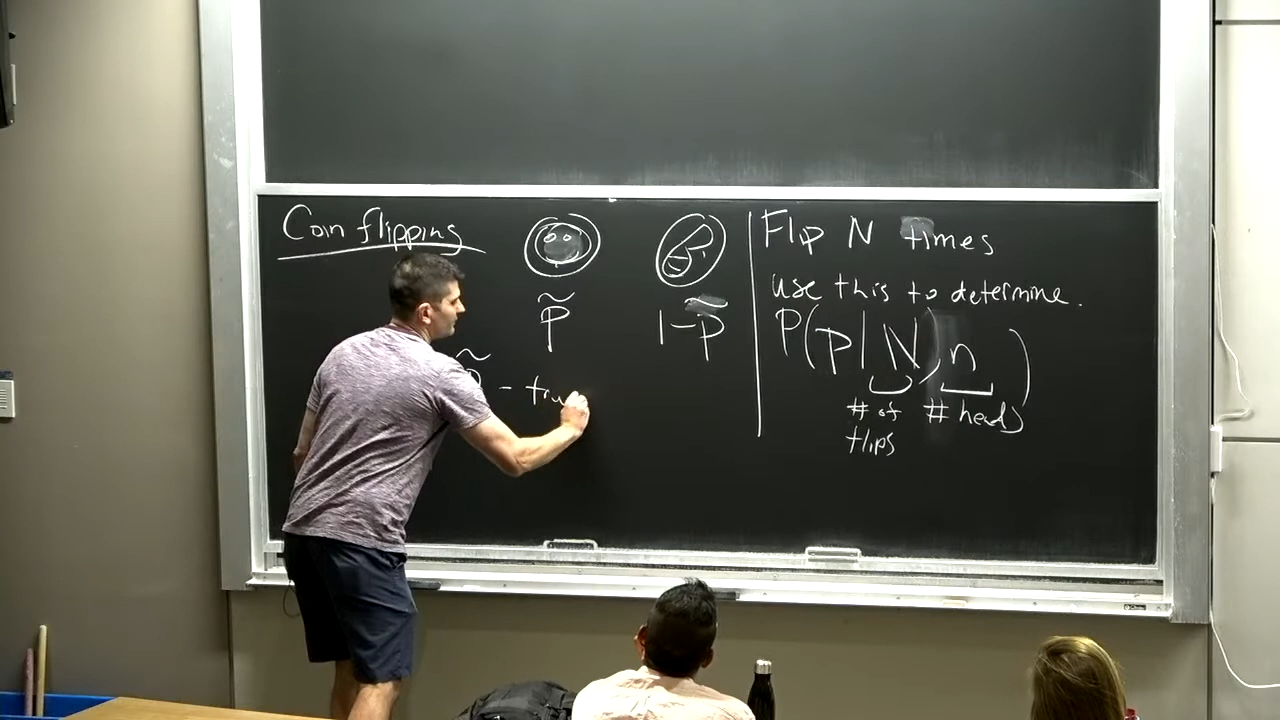 Coin flipping
p̃
1-p̃
p̃ - tru
Flip N times
use this to determine.
P(p|N, n)
# of
flips
# heads